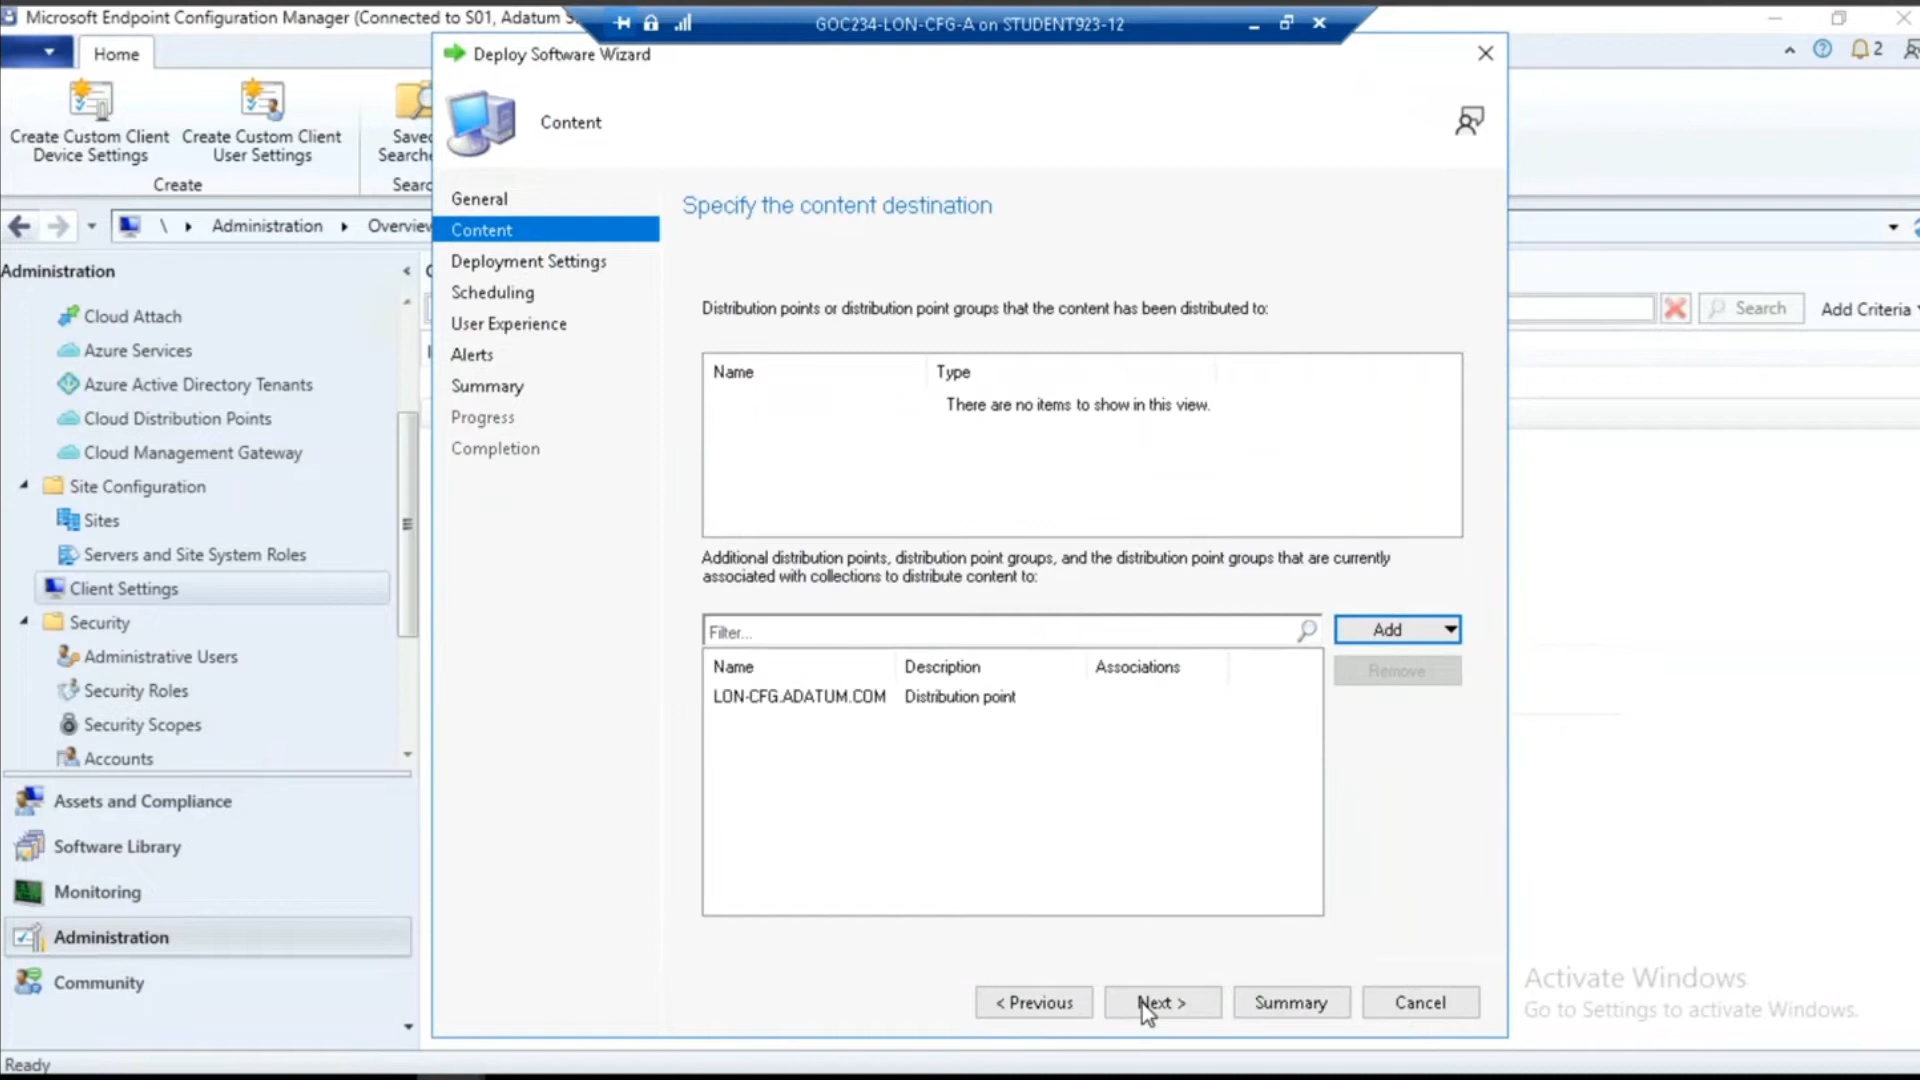 Microsoft Endpoint Configuration Manager (Connected to S01, Adatum S
GOC234-LON-CFG-A on STUDENT923-12
Home
2
Create Custom Client Device Settings
Create Custom Client User Settings
Create
Deploy Software Wizard
Content
\ Administration
Administration
Cloud Attach
Azure Services
Azure Active Directory Tenants
Cloud Distribution Points
Cloud Management Gateway
Site Configuration
Sites
Servers and Site System Roles
Client Settings
Security
Administrative Users
Security Roles
Security Scopes
Accounts
Assets and Compliance
Software Library
Monitoring
Administration
Community
Ready
General
Content
Deployment Settings
Scheduling
User Experience
Alerts
Summary
Progress
Completion
Specify the content destination
Distribution points or distribution point groups that the content has been distributed to:
Name Type
There are no items to show in this view.
Additional distribution points, distribution point groups, and the distribution point groups that are currently
associated with collections to distribute content to:
Filter...
Add
Remove
Name Description Associations
LON-CFG.ADATUM.COM Distribution point
< Previous
Next >
Summary
Cancel
Search
Add Criteria
Activate Windows
Go to Settings to activate Windows.